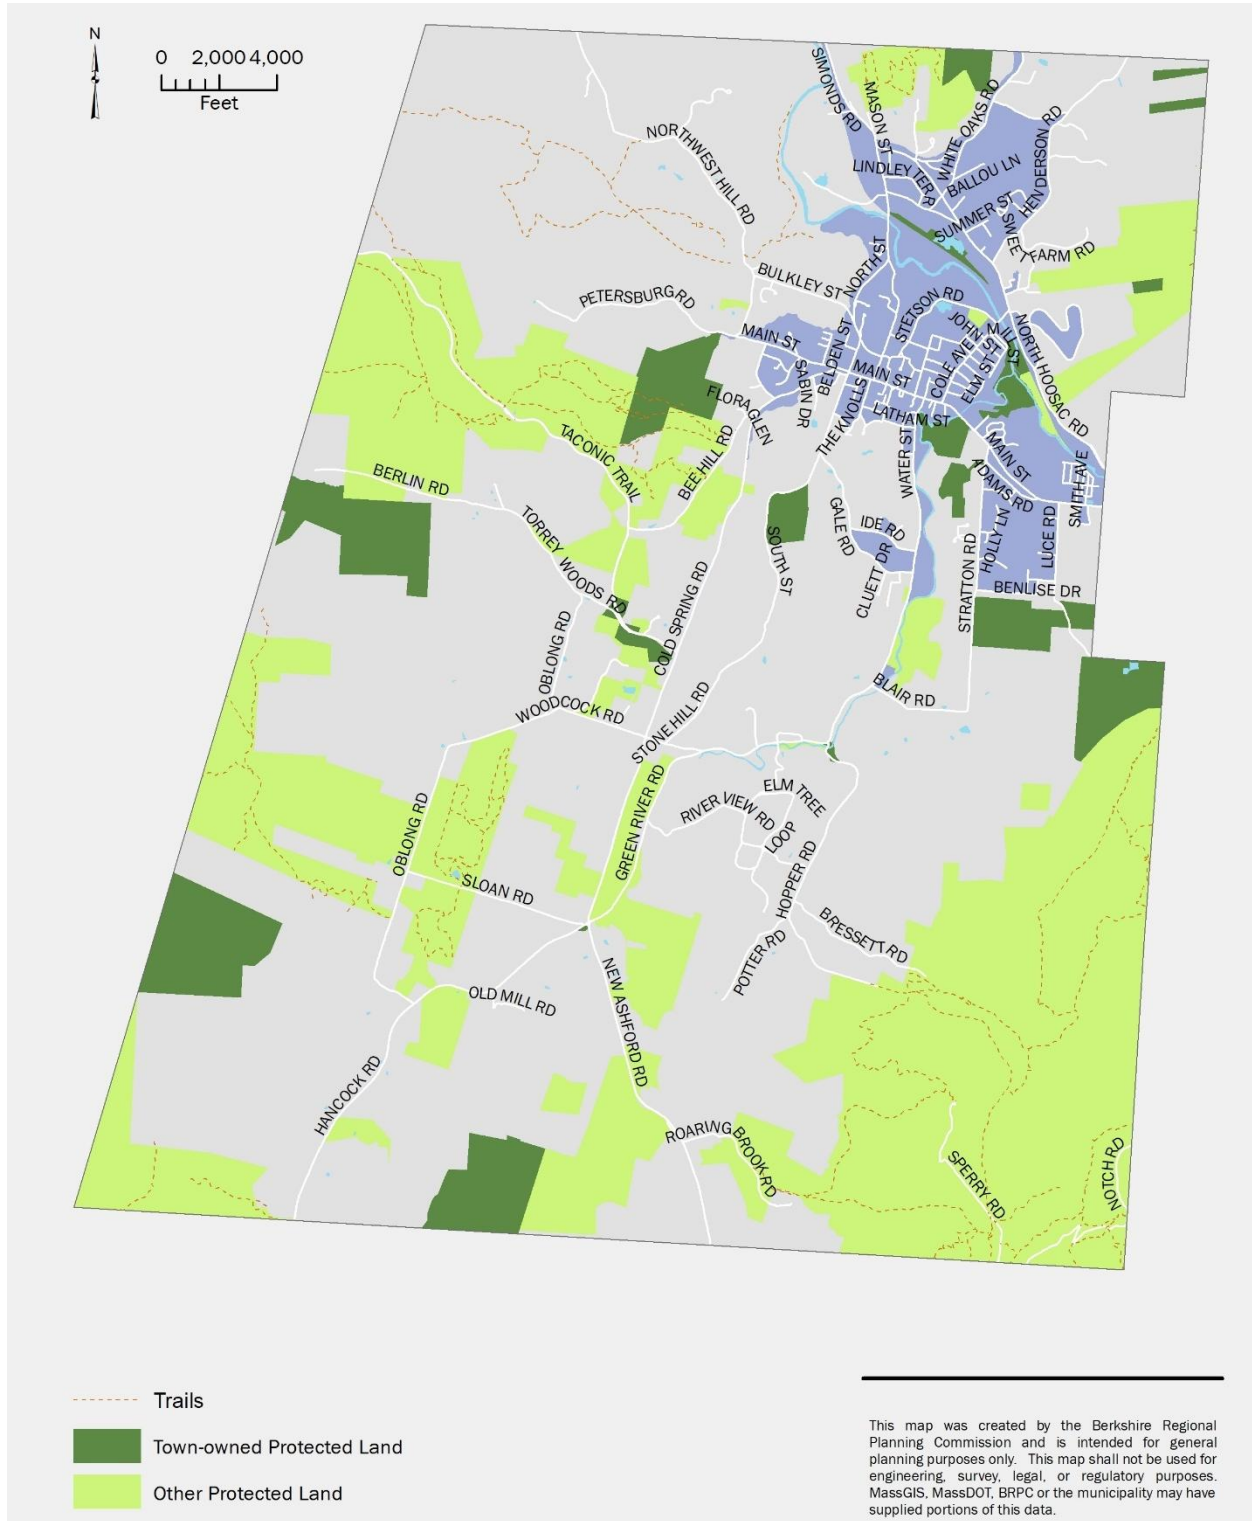 N
0 2,000 4,000
Feet
SIMONDS RD
MASON ST
WHITE OAKS RD
HENDERSON RD
NORTHWEST HILL RD
LINDLEY TERR
BALLOU LN
SUMMER ST
SWEET FARM RD
NORTH ST
BULKLEY ST
PETERSBURG RD
STETSON RD
JOHN ST
MILL ST
NORTH HOOSAC RD
MAIN ST
BELDEN ST
SABIN DR
MAIN ST
COLE AVE
ELM ST
FLORA GLEN
THE KNOLLS
LATHAM ST
WATER ST
MAIN ST
ADAMS RD
SMITH AVE
TACONIC TRAIL
BEE HILL RD
BERLIN RD
TORREY WOODS RD
SOUTH ST
GALE RD
IDE RD
CLUETT DR
HOLLY LN
LUCE RD
STRATTON RD
BENLISE DR
COLD SPRING RD
OBLONG RD
WOODCOCK RD
STONE HILL RD
BLAIR RD
OBLONG RD
GREEN RIVER RD
RIVER VIEW RD
ELM TREE
LOOP
SLOAN RD
HOPPER RD
BRESSETT RD
POTTER RD
OLD MILL RD
NEW ASHFORD RD
HANCOCK RD
ROARING BROOK RD
SPERRY RD
NOTCH RD
Trails
Town-owned Protected Land
Other Protected Land
This map was created by the Berkshire Regional
Planning Commission and is intended for general
planning purposes only. This map shall not be used for
engineering, survey, legal, or regulatory purposes.
MassGIS, MassDOT, BRPC or the municipality may have
supplied portions of this data.